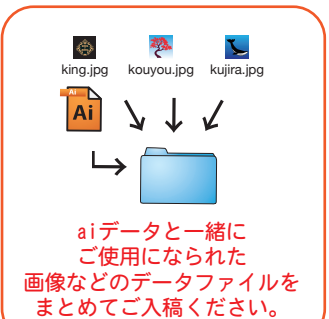 king.jpg kouyou.jpg kujira.jpg
Ai
Ai
aiデータと一緒に
ご使用になられた
画像などのデータファイルを
まとめてご入稿ください。